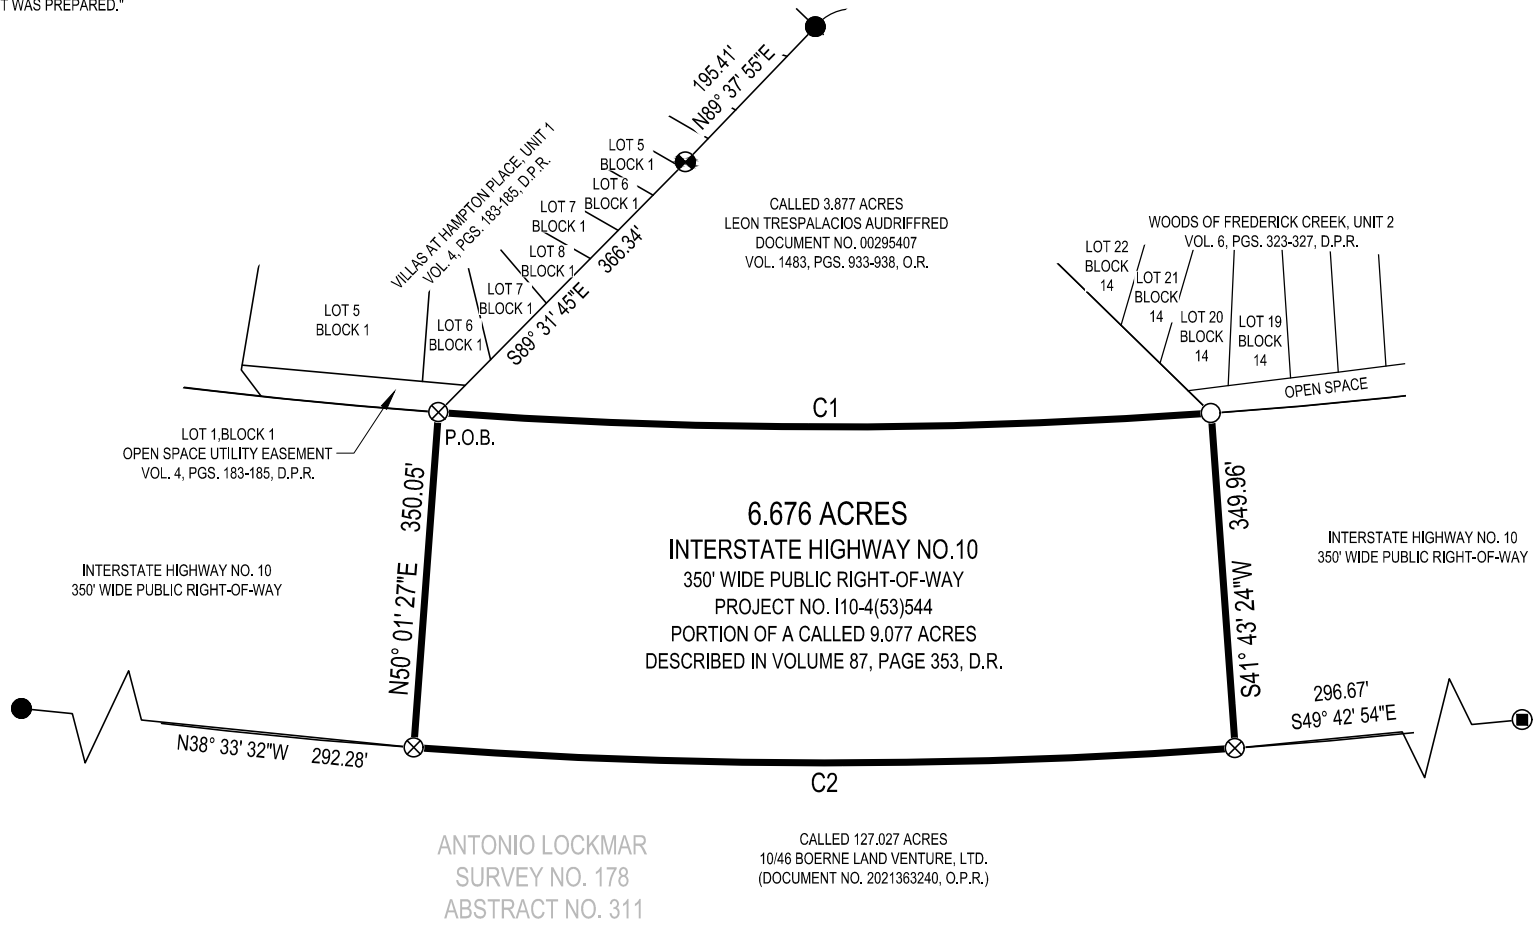 T WAS PREPARED."
195.41'
N89° 37' 55"E
VILLAS AT HAMPTON PLACE, UNIT 1
VOL. 4, PGS. 183-185, D.P.R.
LOT 5
BLOCK 1
LOT 6
BLOCK 1
LOT 7
BLOCK 1
LOT 8
BLOCK 1
LOT 7
BLOCK 1
LOT 6
BLOCK 1
LOT 5
BLOCK 1
366.34'
S89° 31' 45"E
CALLED 3.877 ACRES
LEON TRESPALACIOS AUDRIFFRED
DOCUMENT NO. 00295407
VOL. 1483, PGS. 933-938, O.R.
WOODS OF FREDERICK CREEK, UNIT 2
VOL. 6, PGS. 323-327, D.P.R.
LOT 22
BLOCK
14
LOT 21
BLOCK
14
LOT 20
BLOCK
14
LOT 19
BLOCK
14
OPEN SPACE
C1
P.O.B.
LOT 1,BLOCK 1
OPEN SPACE UTILITY EASEMENT
VOL. 4, PGS. 183-185, D.P.R.
N50° 01' 27"E 350.05'
6.676 ACRES
INTERSTATE HIGHWAY NO.10
350' WIDE PUBLIC RIGHT-OF-WAY
PROJECT NO. I10-4(53)544
PORTION OF A CALLED 9.077 ACRES
DESCRIBED IN VOLUME 87, PAGE 353, D.R.
S41° 43' 24"W 349.96'
INTERSTATE HIGHWAY NO. 10
350' WIDE PUBLIC RIGHT-OF-WAY
INTERSTATE HIGHWAY NO. 10
350' WIDE PUBLIC RIGHT-OF-WAY
296.67'
S49° 42' 54"E
N38° 33' 32"W 292.28'
C2
ANTONIO LOCKMAR
SURVEY NO. 178
ABSTRACT NO. 311
CALLED 127.027 ACRES
10/46 BOERNE LAND VENTURE, LTD.
(DOCUMENT NO. 2021363240, O.P.R.)